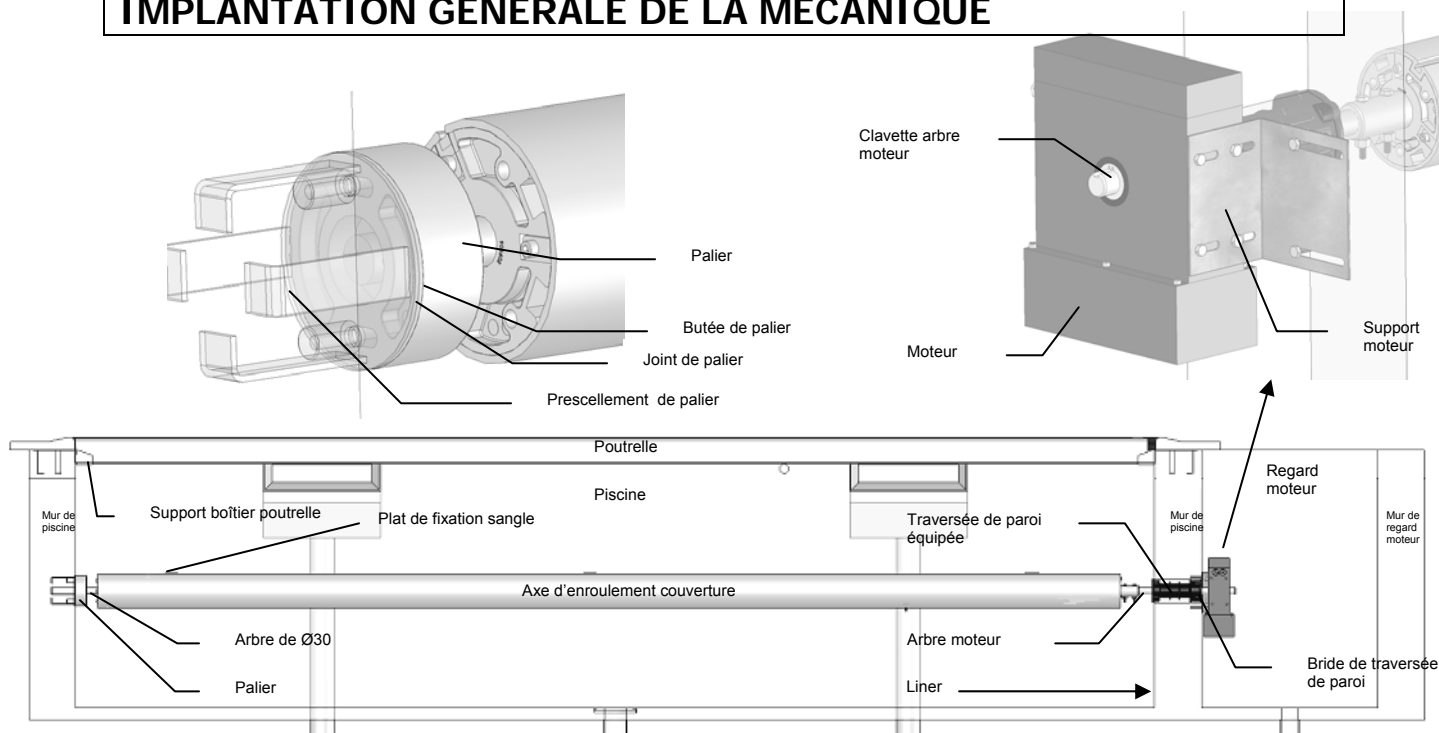 IMPLANTATION GENERALE DE LA MECANIQUE
Clavette arbre
moteur
Palier
Butée de palier
Joint de palier
Prescellement de palier
Moteur
Support
moteur
Poutrelle
Piscine
Regard
moteur
Mur de
piscine
Support boîtier poutrelle
Plat de fixation sangle
Traversée de paroi
équipée
Mur de
piscine
Mur de
regard
moteur
Axe d'enroulement couverture
Arbre de Ø30
Arbre moteur
Palier
Liner
Bride de traversée
de paroi